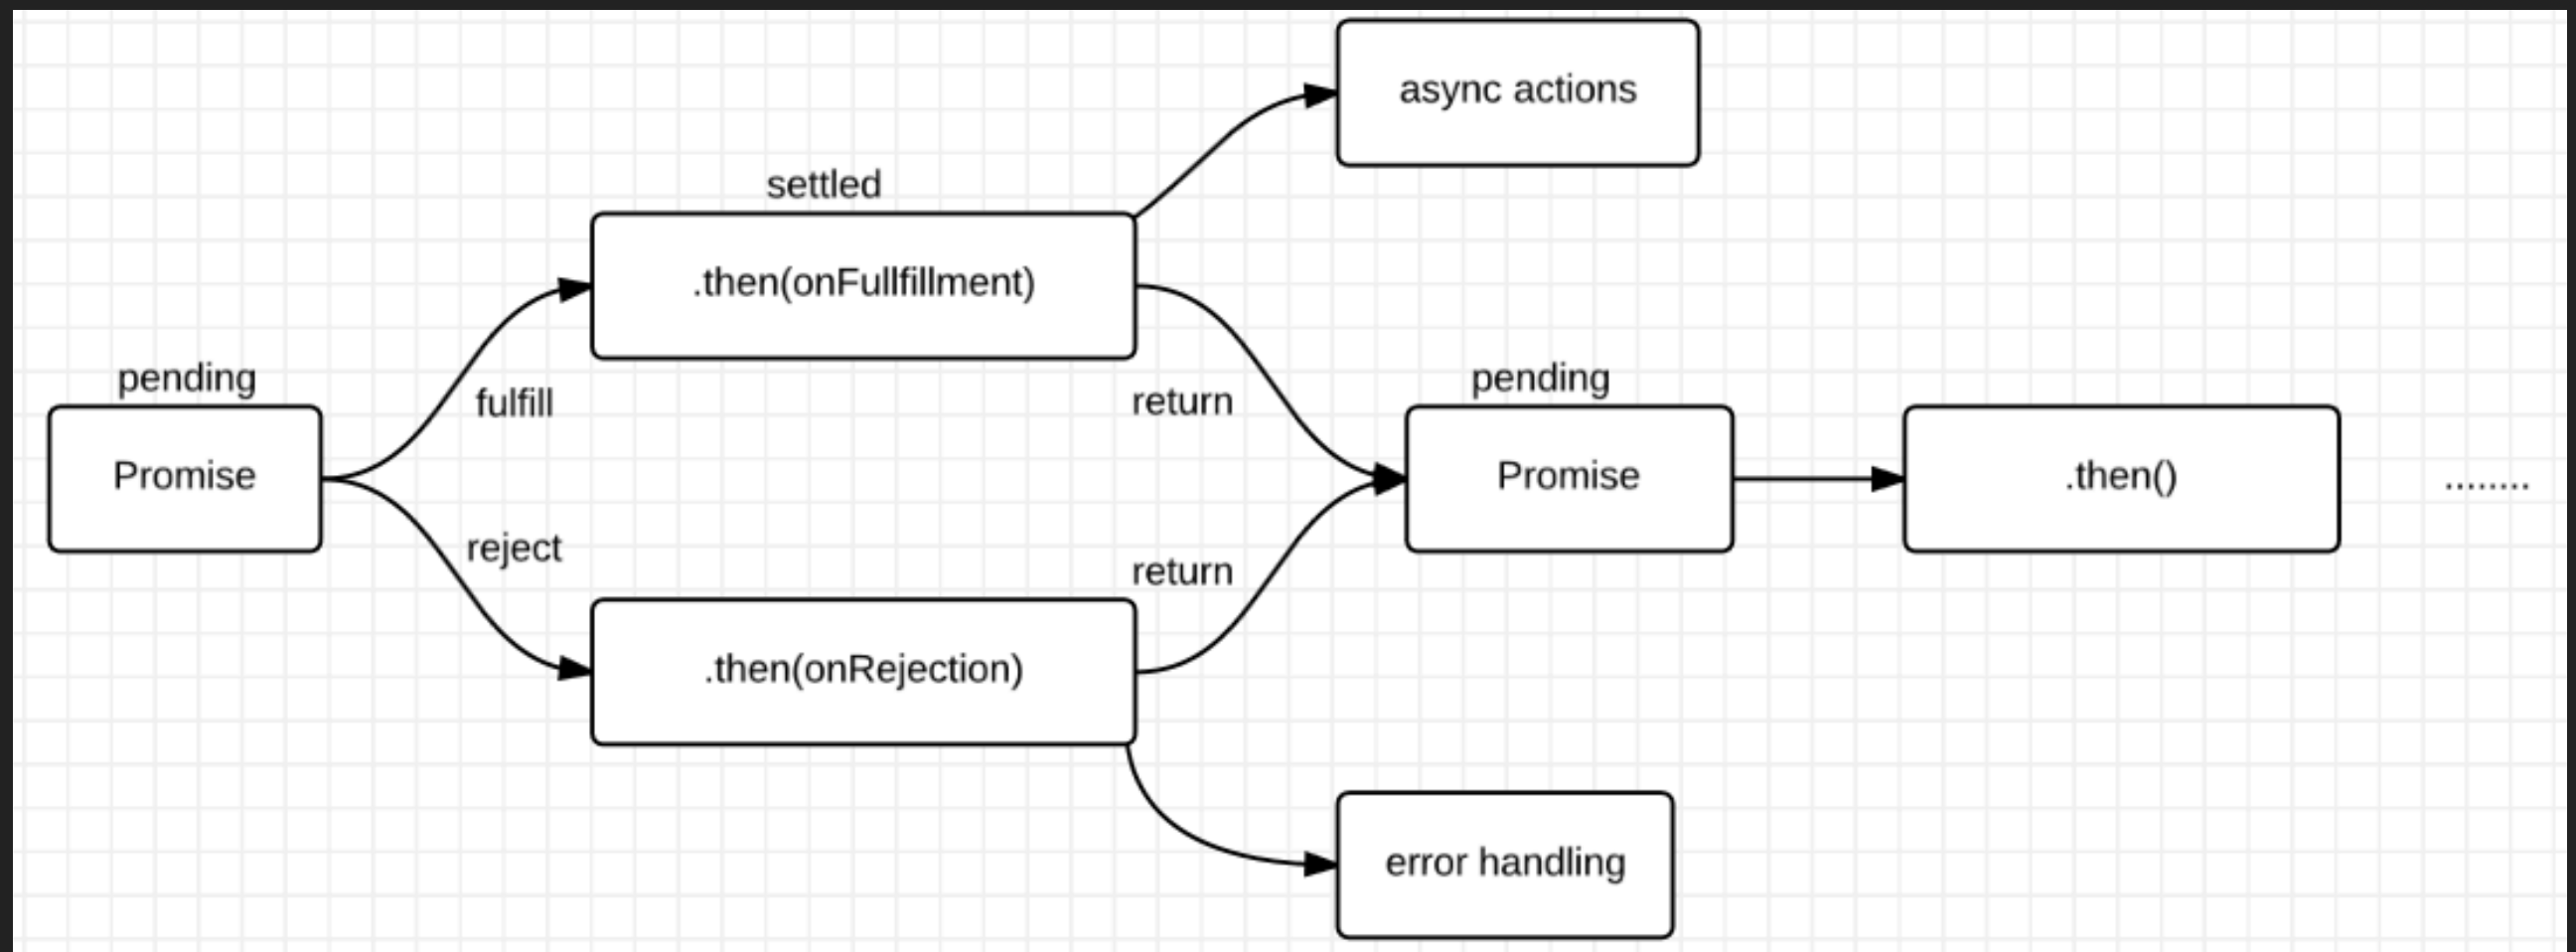 async actions
settled
.then(onFullfillment)
pending
fulfill
return
pending
Promise
Promise
.then()
........
reject
return
.then(onRejection)
error handling